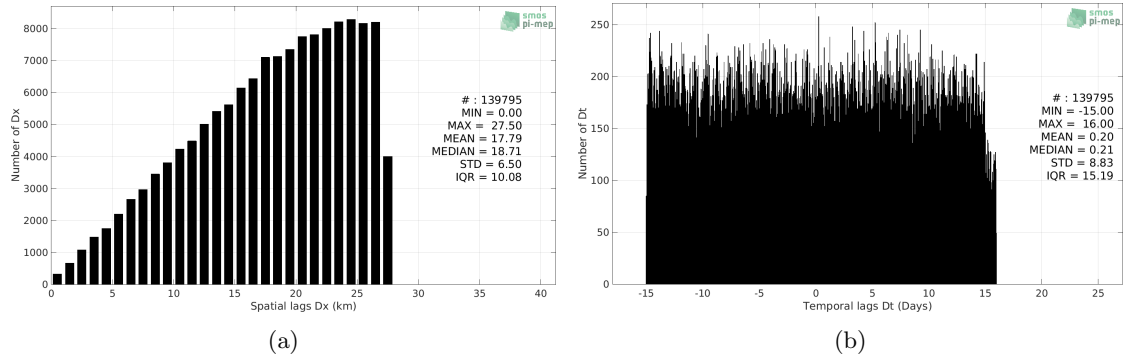 8000
7000
6000
5000
4000
3000
2000
1000
0
Number of Dx
0 5 10 15 20 25 30 35 40
Spatial lags Dx (km)
smos
pi-mep
# : 139795
MIN = 0.00
MAX = 27.50
MEAN = 17.79
MEDIAN = 18.71
STD = 6.50
IQR = 10.08
(a)
250
200
150
100
50
0
Number of Dt
-15 -10 -5 0 5 10 15 20 25
Temporal lags Dt (Days)
smos
pi-mep
# : 139795
MIN = -15.00
MAX = 16.00
MEAN = 0.20
MEDIAN = 0.21
STD = 8.83
IQR = 15.19
(b)